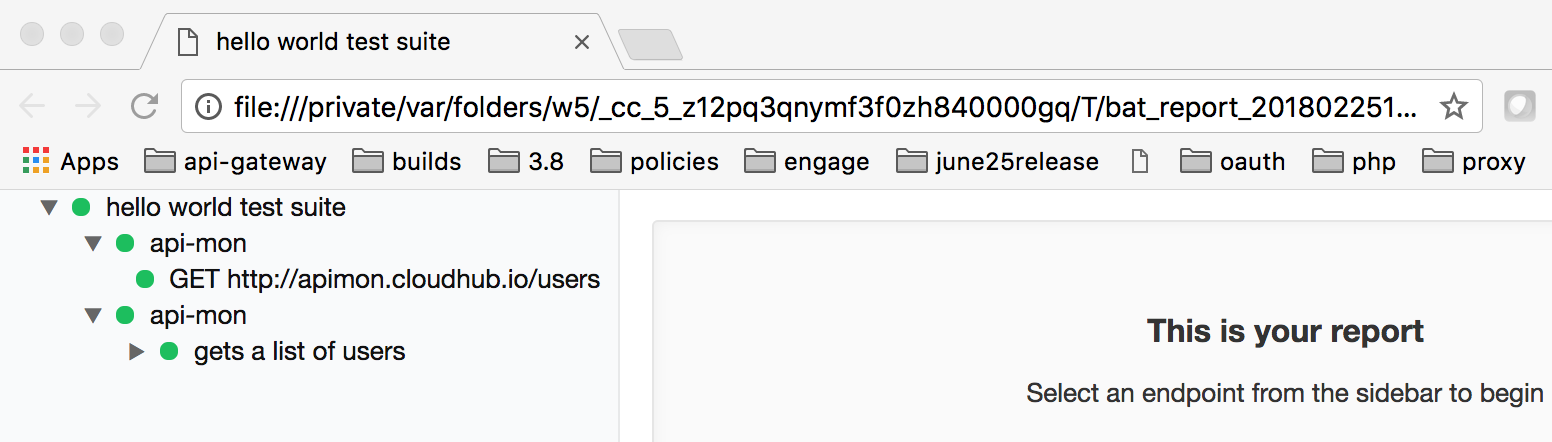 hello world test suite
file:///private/var/folders/w5/_cc_5_z12pq3qnymf3f0zh840000gq/T/bat_report_201802251...
Apps api-gateway builds 3.8 policies engage june25release oauth php proxy
hello world test suite
api-mon
GET http://apimon.cloudhub.io/users
api-mon
gets a list of users
This is your report
Select an endpoint from the sidebar to begin